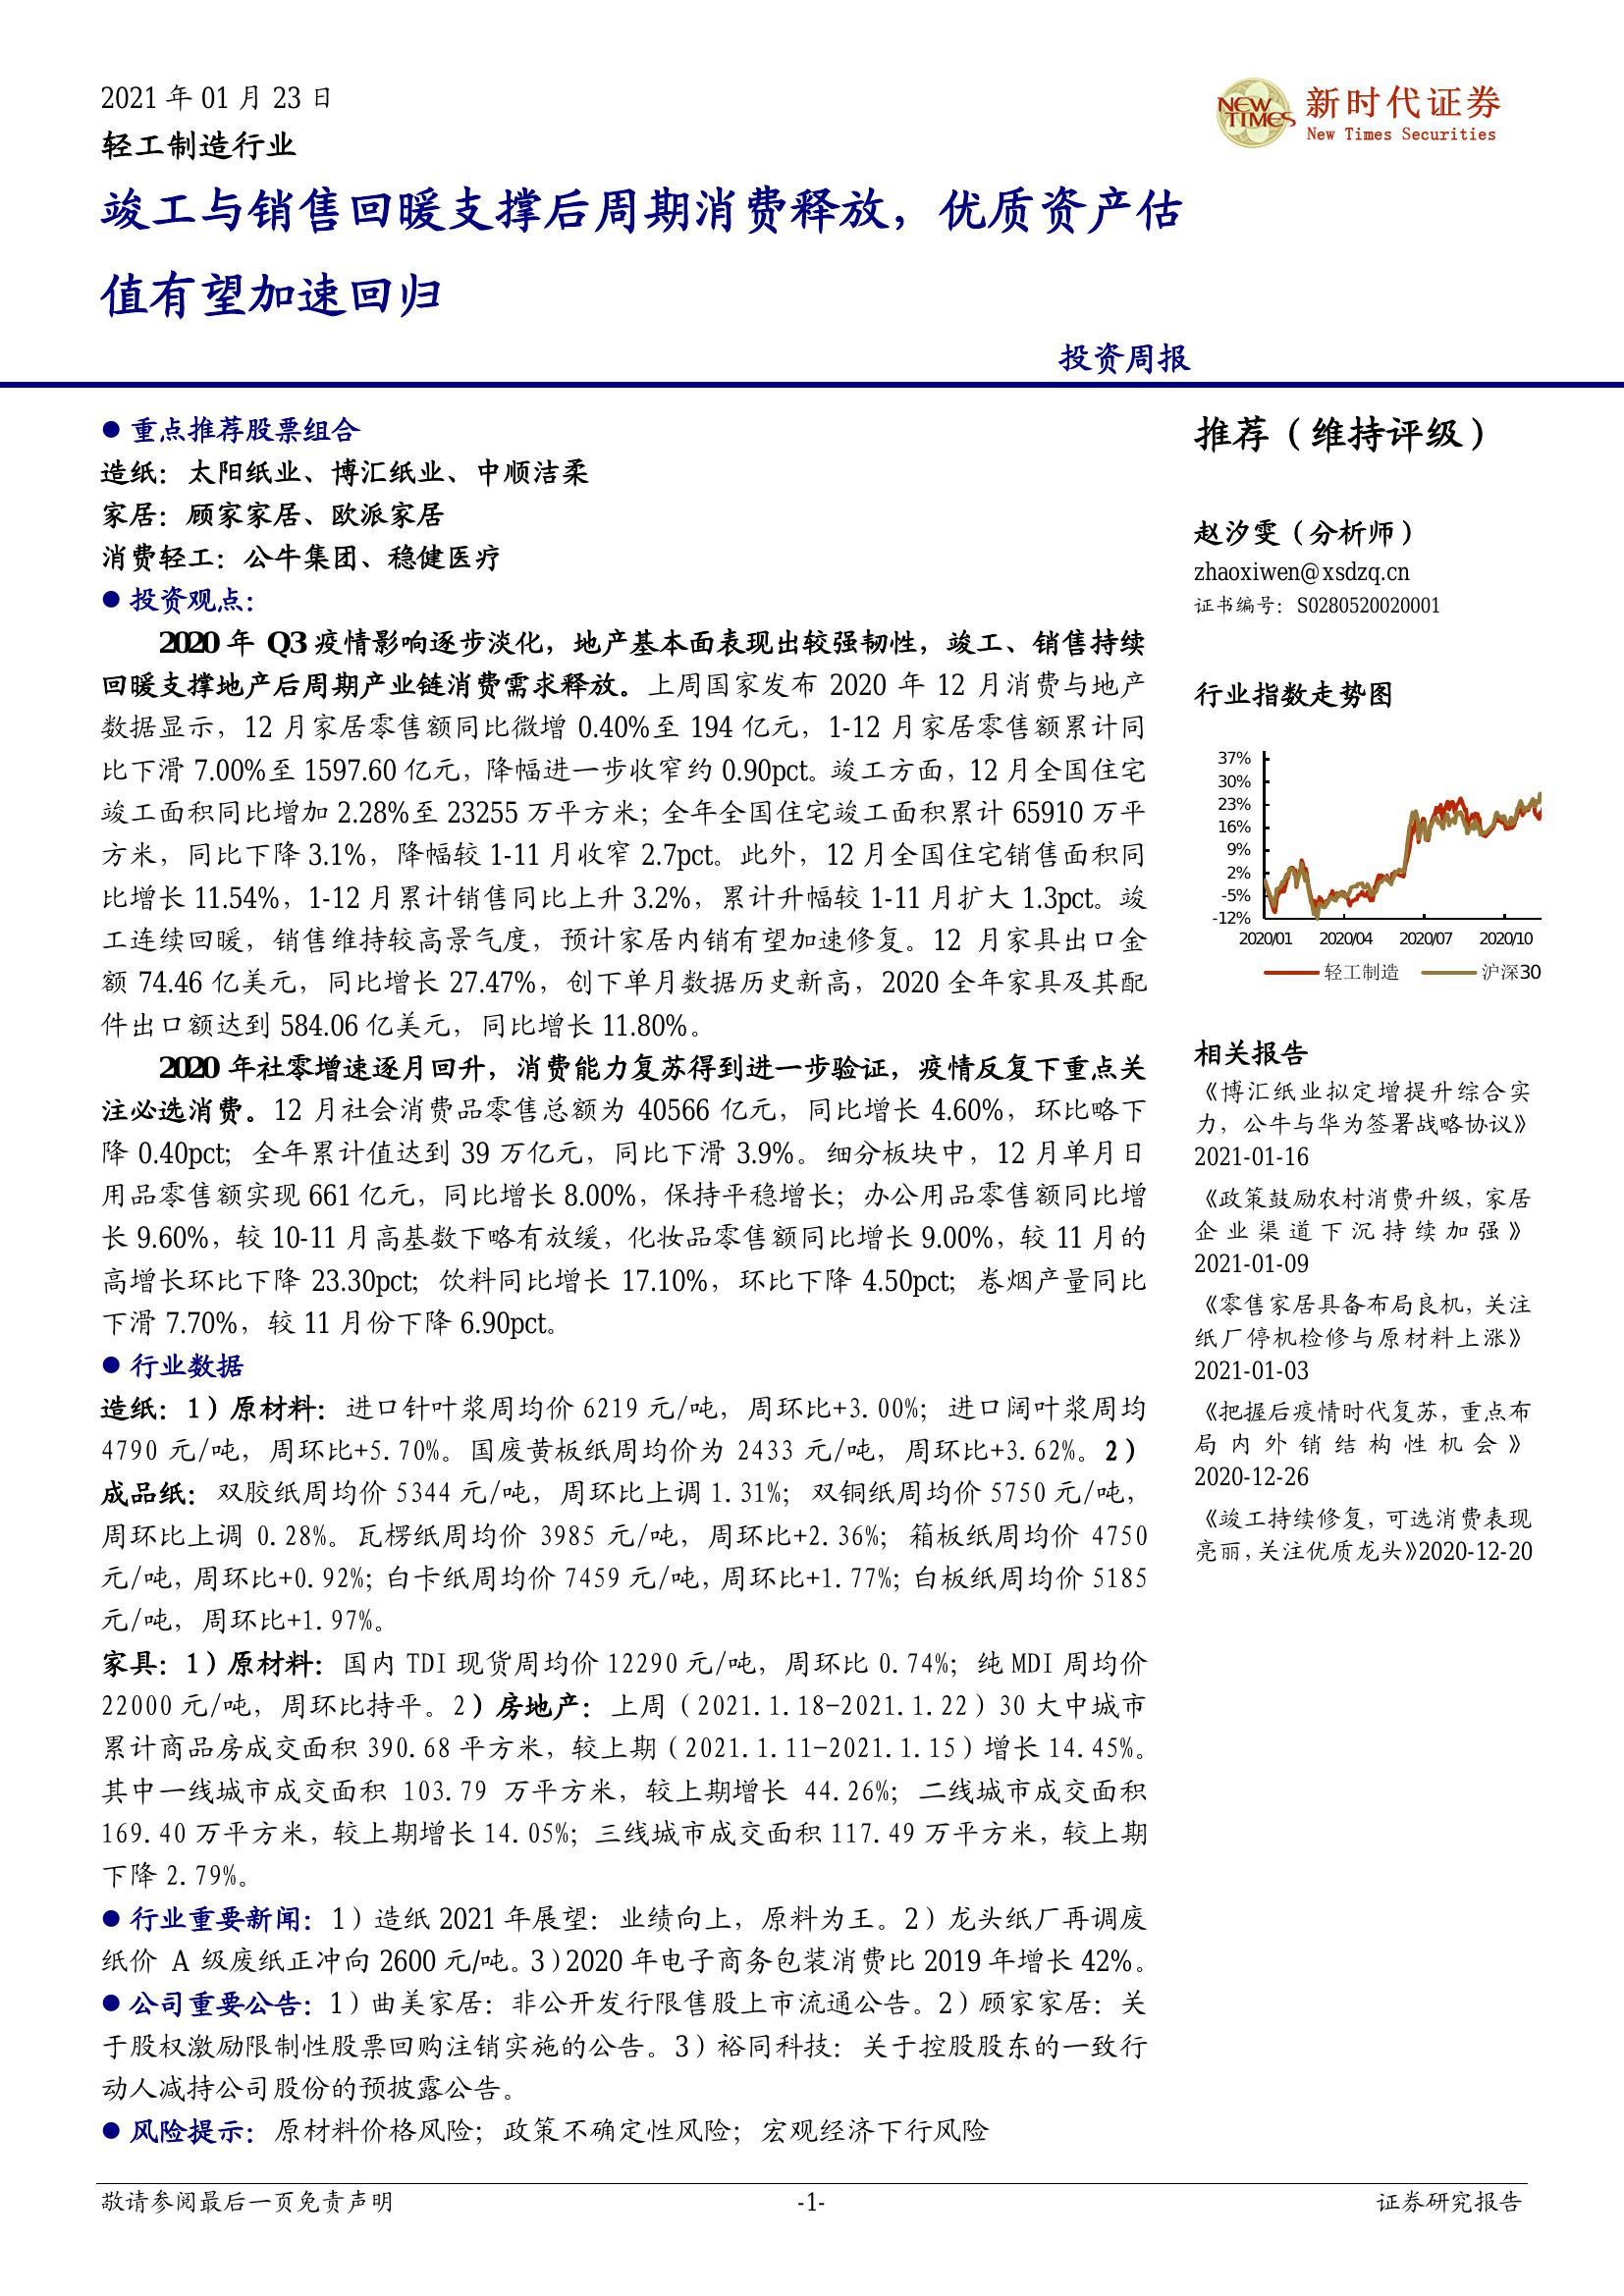 2021 年 01 月 23 日
轻工制造行业
NEW
TIMES
新时代证券
New Times Securities
竣工与销售回暖支撑后周期消费释放，优质资产估
值有望加速回归
投资周报
● 重点推荐股票组合
造纸：太阳纸业、博汇纸业、中顺洁柔
家居：顾家家居、欧派家居
消费轻工：公牛集团、稳健医疗
● 投资观点：
2020 年 Q3 疫情影响逐步淡化，地产基本面表现出较强韧性，竣工、销售持续
回暖支撑地产后周期产业链消费需求释放。上周国家发布 2020 年 12 月消费与地产
数据显示，12 月家居零售额同比微增 0.40%至 194 亿元，1-12 月家居零售额累计同
比下滑 7.00%至 1597.60 亿元，降幅进一步收窄约 0.90pct。竣工方面，12 月全国住宅
竣工面积同比增加 2.28%至 23255 万平方米；全年全国住宅竣工面积累计 65910 万平
方米，同比下降 3.1%，降幅较 1-11 月收窄 2.7pct。此外，12 月全国住宅销售面积同
比增长 11.54%，1-12 月累计销售同比上升 3.2%，累计升幅较 1-11 月扩大 1.3pct。竣
工连续回暖，销售维持较高景气度，预计家居内销有望加速修复。12 月家具出口金
额 74.46 亿美元，同比增长 27.47%，创下单月数据历史新高，2020 全年家具及其配
件出口额达到 584.06 亿美元，同比增长 11.80%。
2020 年社零增速逐月回升，消费能力复苏得到进一步验证，疫情反复下重点关
注必选消费。12 月社会消费品零售总额为 40566 亿元，同比增长 4.60%，环比略下
降 0.40pct；全年累计值达到 39 万亿元，同比下滑 3.9%。细分板块中，12 月单月日
用品零售额实现 661 亿元，同比增长 8.00%，保持平稳增长；办公用品零售额同比增
长 9.60%，较 10-11 月高基数下略有放缓，化妆品零售额同比增长 9.00%，较 11 月的
高增长环比下降 23.30pct；饮料同比增长 17.10%，环比下降 4.50pct；卷烟产量同比
下滑 7.70%，较 11 月份下降 6.90pct。
● 行业数据
造纸：1）原材料：进口针叶浆周均价 6219 元/吨，周环比+3.00%；进口阔叶浆周均
4790 元/吨，周环比+5.70%。国废黄板纸周均价为 2433 元/吨，周环比+3.62%。2）
成品纸：双胶纸周均价 5344 元/吨，周环比上调 1.31%；双铜纸周均价 5750 元/吨，
周环比上调 0.28%。瓦楞纸周均价 3985 元/吨，周环比+2.36%；箱板纸周均价 4750
元/吨，周环比+0.92%；白卡纸周均价 7459 元/吨，周环比+1.77%；白板纸周均价 5185
元/吨，周环比+1.97%。
家具：1）原材料：国内 TDI 现货周均价 12290 元/吨，周环比 0.74%；纯 MDI 周均价
22000 元/吨，周环比持平。2）房地产：上周（2021.1.18-2021.1.22）30 大中城市
累计商品房成交面积 390.68 平方米，较上期（2021.1.11-2021.1.15）增长 14.45%。
其中一线城市成交面积 103.79 万平方米，较上期增长 44.26%；二线城市成交面积
169.40 万平方米，较上期增长 14.05%；三线城市成交面积 117.49 万平方米，较上期
下降 2.79%。
● 行业重要新闻：1）造纸 2021 年展望：业绩向上，原料为王。2）龙头纸厂再调废
纸价 A 级废纸正冲向 2600 元/吨。3）2020 年电子商务包装消费比 2019 年增长 42%。
● 公司重要公告：1）曲美家居：非公开发行限售股上市流通公告。2）顾家家居：关
于股权激励限制性股票回购注销实施的公告。3）裕同科技：关于控股股东的一致行
动人减持公司股份的预披露公告。
● 风险提示：原材料价格风险；政策不确定性风险；宏观经济下行风险
推荐（维持评级）
赵汐雯（分析师）
zhaoxiwen@xsdzq.cn
证书编号：S0280520020001
行业指数走势图
37%
30%
23%
16%
9%
2%
-5%
-12%
2020/01 2020/04 2020/07 2020/10
轻工制造 沪深30
相关报告
《博汇纸业拟定增提升综合实
力，公牛与华为签署战略协议》
2021-01-16
《政策鼓励农村消费升级，家居
企业渠道下沉持续加强》
2021-01-09
《零售家居具备布局良机，关注
纸厂停机检修与原材料上涨》
2021-01-03
《把握后疫情时代复苏，重点布
局内外销结构性机会》
2020-12-26
《竣工持续修复，可选消费表现
亮丽，关注优质龙头》2020-12-20
敬请参阅最后一页免责声明
-1-
证券研究报告